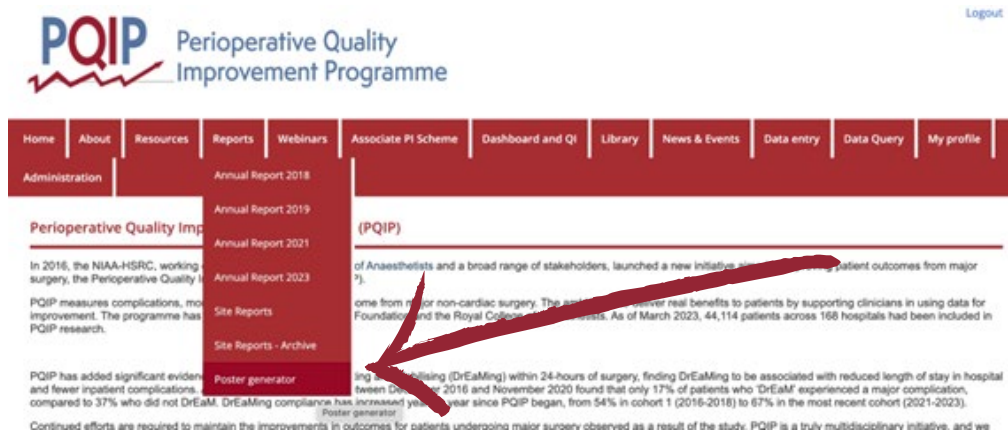 Logout
PQIP Perioperative Quality
Improvement Programme
Home About Resources Reports Webinars Associate PI Scheme Dashboard and QI Library News & Events Data entry Data Query My profile
Administration
Annual Report 2018
Annual Report 2019
Annual Report 2021
Annual Report 2023
Site Reports
Site Reports - Archive
Poster generator
Poster generator
Perioperative Quality Imp (PQIP)
In 2016, the NIAA-HSRC, working of Anaesthetists and a broad range of stakeholders, launched a new initiative patient outcomes from major
surgery, the Perioperative Quality
PQIP measures complications, ome from major non-cardiac surgery. The deliver real benefits to patients by supporting clinicians in using data for
improvement. The programme has Foundation and the Royal College of As of March 2023, 44,114 patients across 168 hospitals had been included in
PQIP research.
PQIP has added significant within 24-hours of surgery, finding DrEaMing to be associated with reduced length of stay in hospital
and fewer inpatient complications. 2016 and November 2020 found that only 17% of patients who 'DrEaM' experienced a major complication,
compared to 37% who did not DrEaM. DrEaMing compliance has increased year since PQIP began, from 54% in cohort 1 (2016-2018) to 67% in the most recent cohort (2021-2023).
Continued efforts are required to maintain the improvements in outcomes for patients undergoing major surgery observed as a result of the study. PQIP is a truly multidisciplinary initiative, and we